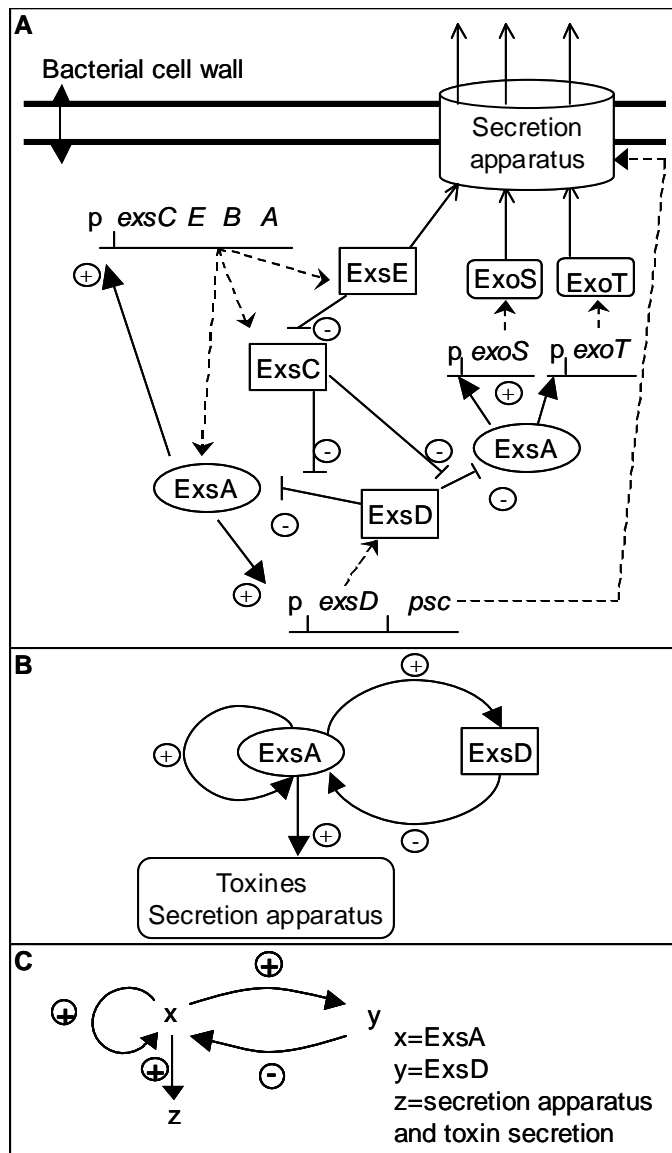 A
Bacterial cell wall
Secretion
apparatus
p exsC E B A
+
ExsE
ExoS
ExoT
-
p exoS
p exoT
ExsC
+
-
-
ExsA
ExsA
-
-
ExsD
+
p exsD psc
B
+
+
ExsA
ExsD
+
-
Toxines
Secretion apparatus
C
+
+
x
y
+
-
z
x=ExsA
y=ExsD
z=secretion apparatus
and toxin secretion